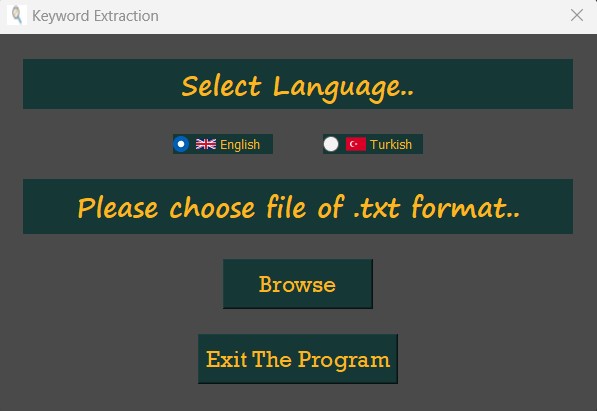 Keyword Extraction
Select Language..
English Turkish
Please choose file of .txt format..
Browse
Exit The Program